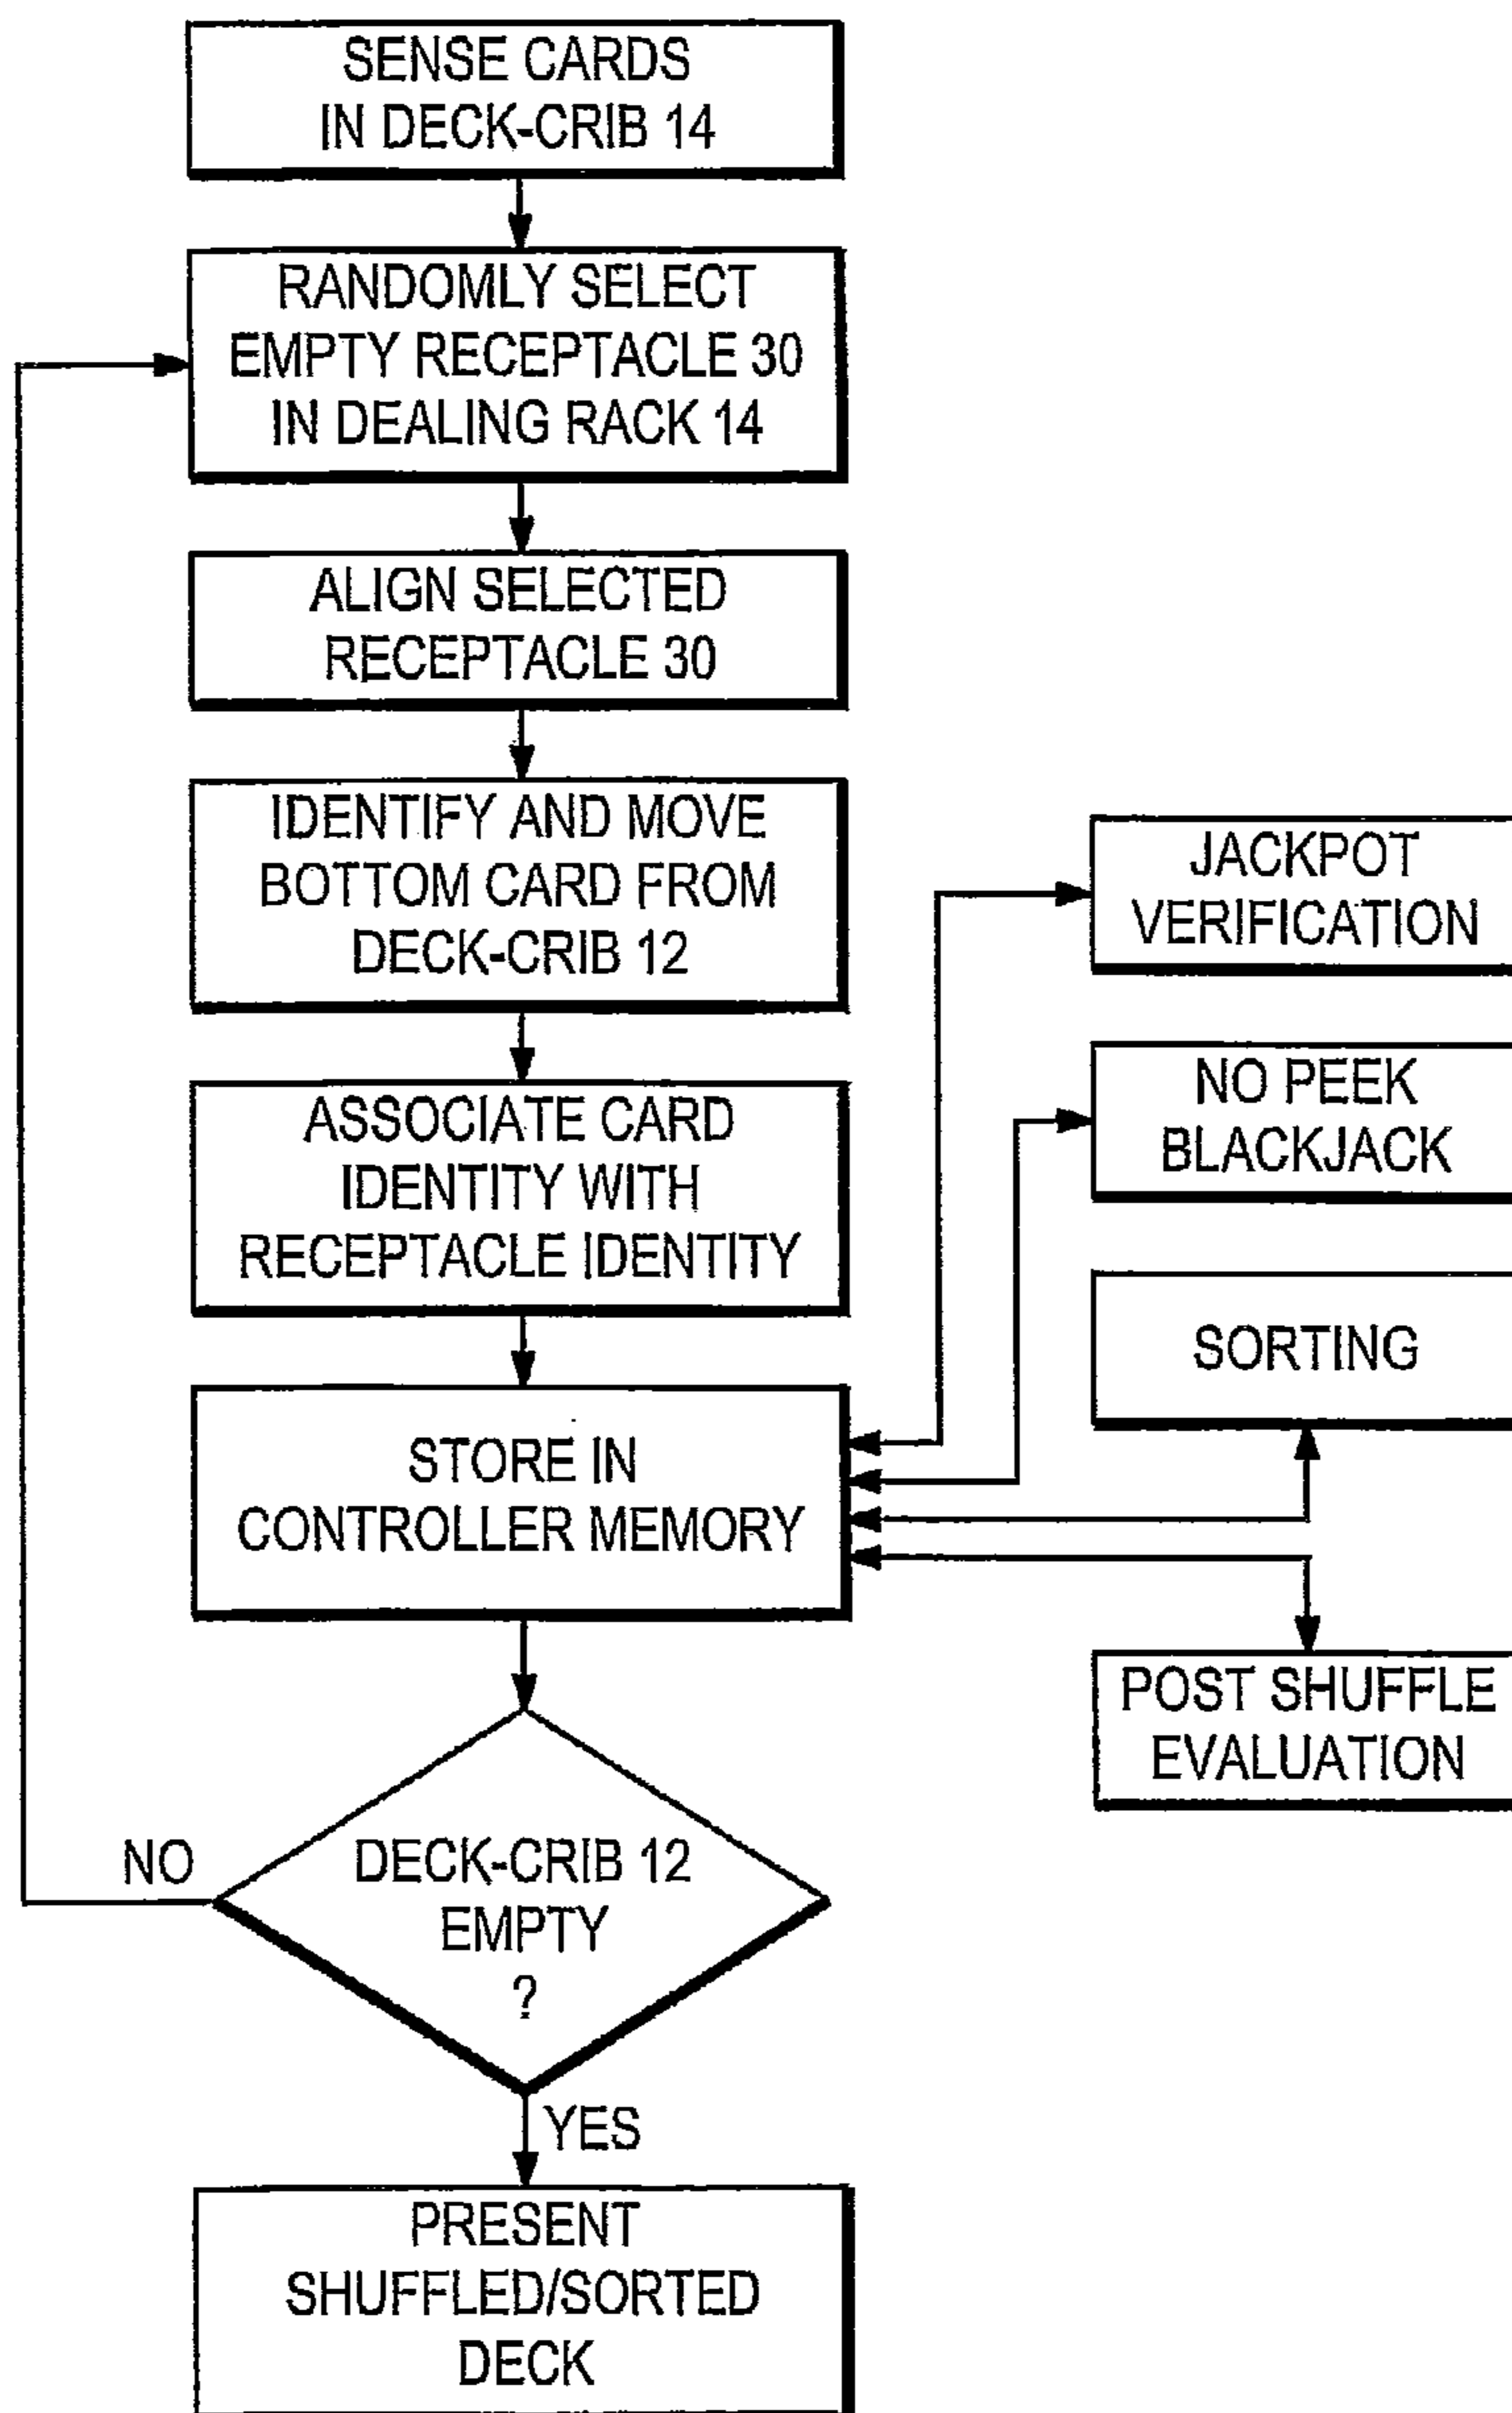 SENSE CARDS
IN DECK-CRIB 14
RANDOMLY SELECT
EMPTY RECEPTACLE 30
IN DEALING RACK 14
ALIGN SELECTED
RECEPTACLE 30
IDENTIFY AND MOVE
BOTTOM CARD FROM
DECK-CRIB 12
ASSOCIATE CARD
IDENTITY WITH
RECEPTACLE IDENTITY
STORE IN
CONTROLLER MEMORY
JACKPOT
VERIFICATION
NO PEEK
BLACKJACK
SORTING
POST SHUFFLE
EVALUATION
NO
DECK-CRIB 12
EMPTY
?
YES
PRESENT
SHUFFLED/SORTED
DECK